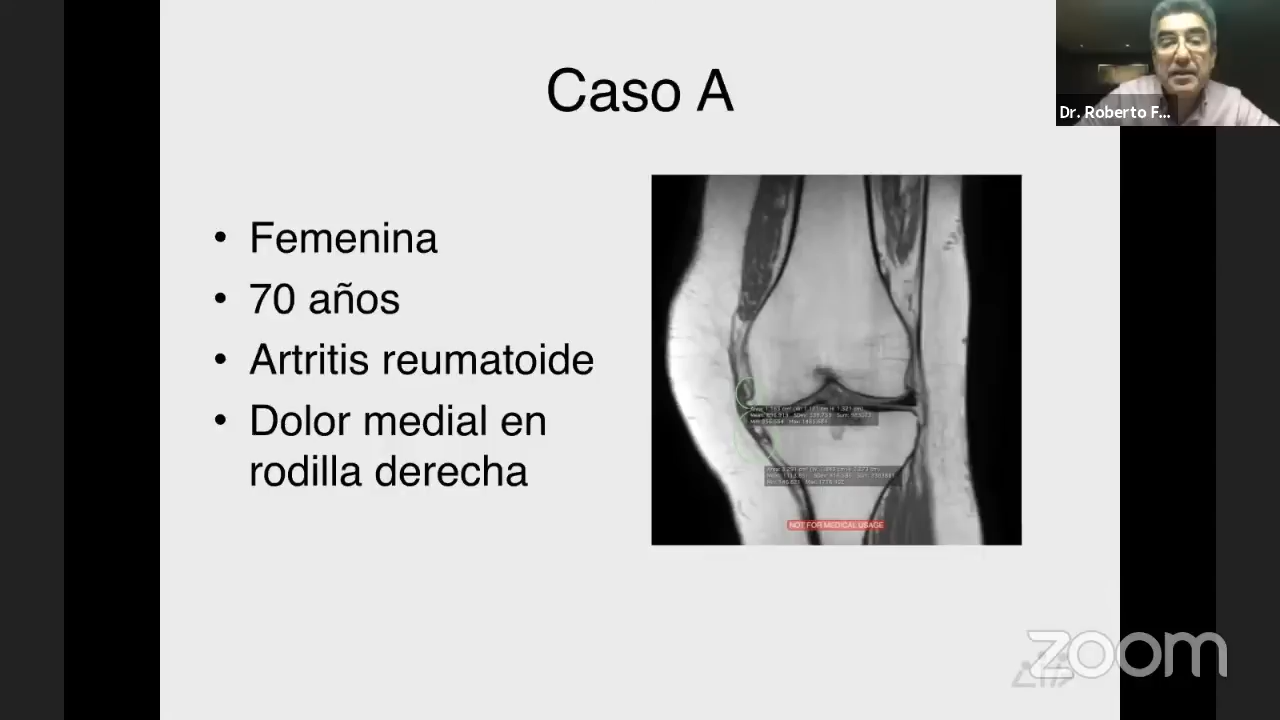 Caso A
Dr. Roberto F...
• Femenina
• 70 años
• Artritis reumatoide
• Dolor medial en
rodilla derecha
NOT FOR MEDICAL USAGE
zoom